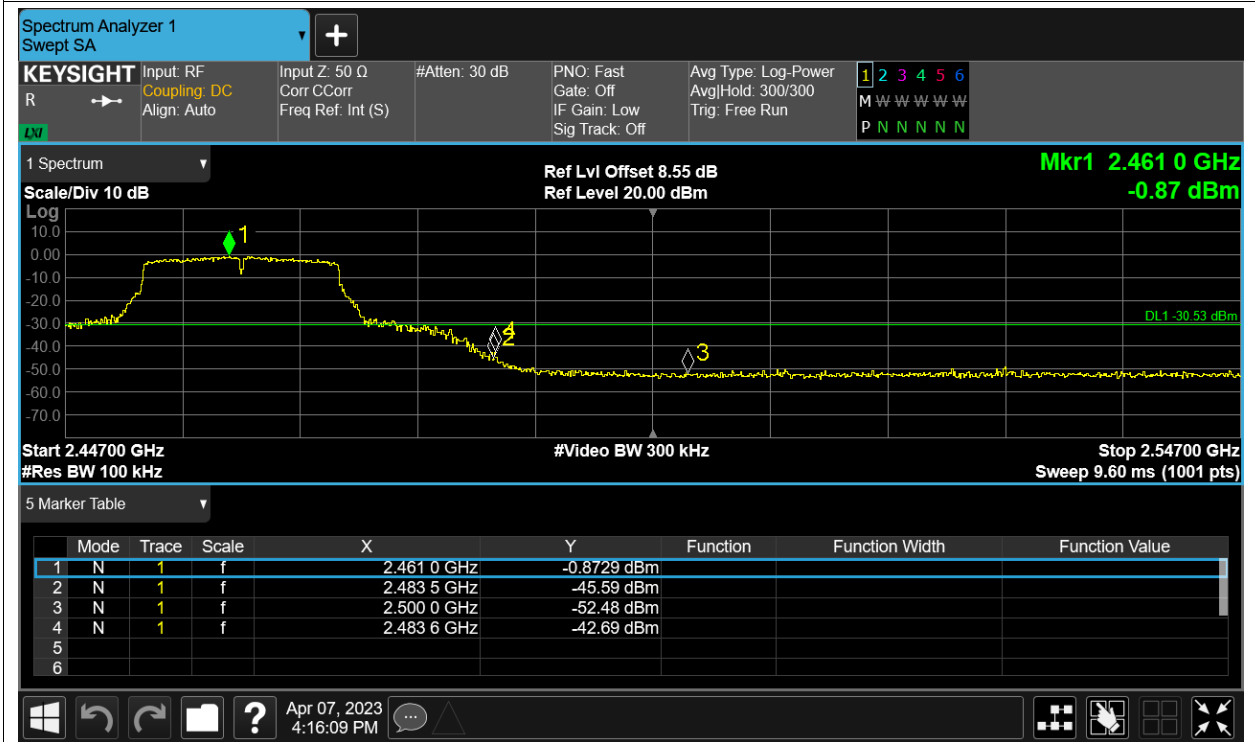 Spectrum Analyzer 1
Swept SA
+
KEYSIGHT Input: RF Input Z: 50 Ω #Atten: 30 dB PNO: Fast Avg Type: Log-Power 1 2 3 4 5 6
R Coupling: DC Corr CCorr Gate: Off Avg|Hold: 300/300 M W W W W W
Align: Auto Freq Ref: Int (S) IF Gain: Low Trig: Free Run
LXI Sig Track: Off P N N N N N
1 Spectrum Ref Lvl Offset 8.55 dB Mkr1 2.461 0 GHz
Scale/Div 10 dB Ref Level 20.00 dBm -0.87 dBm
Log
10.0
1
0.00
-10.0
-20.0
-30.0
DL1 -30.53 dBm
4
2
-40.0
3
-50.0
-60.0
-70.0
Start 2.44700 GHz #Video BW 300 kHz Stop 2.54700 GHz
#Res BW 100 kHz Sweep 9.60 ms (1001 pts)
5 Marker Table
Mode Trace Scale X Y Function Function Width Function Value
1 N 1 f 2.461 0 GHz -0.8729 dBm
2 N 1 f 2.483 5 GHz -45.59 dBm
3 N 1 f 2.500 0 GHz -52.48 dBm
4 N 1 f 2.483 6 GHz -42.69 dBm
5
6
? Apr 07, 2023
4:16:09 PM